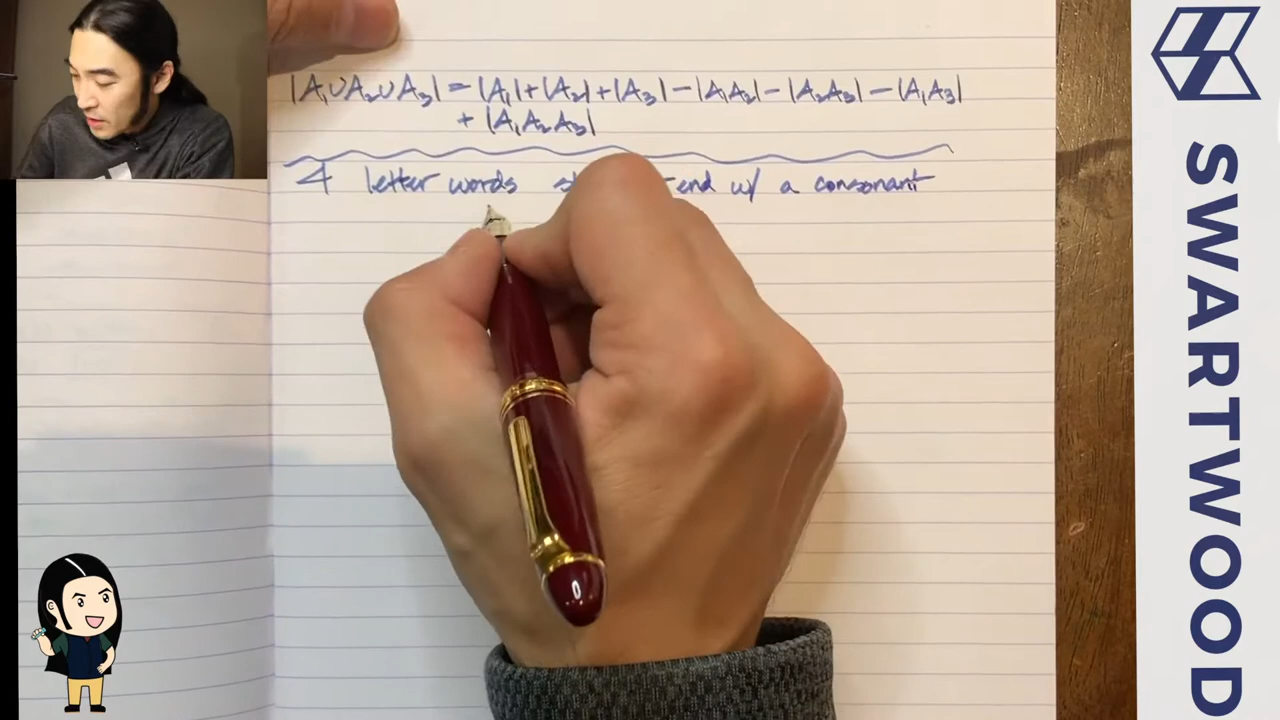 |A₁∪A₂∪A₃| = |A₁|+|A₂|+|A₃|-|A₁A₂|-|A₂A₃|-|A₁A₃|
+ |A₁A₂A₃|
4 letter words end w/ a consonant
SWARTWOOD